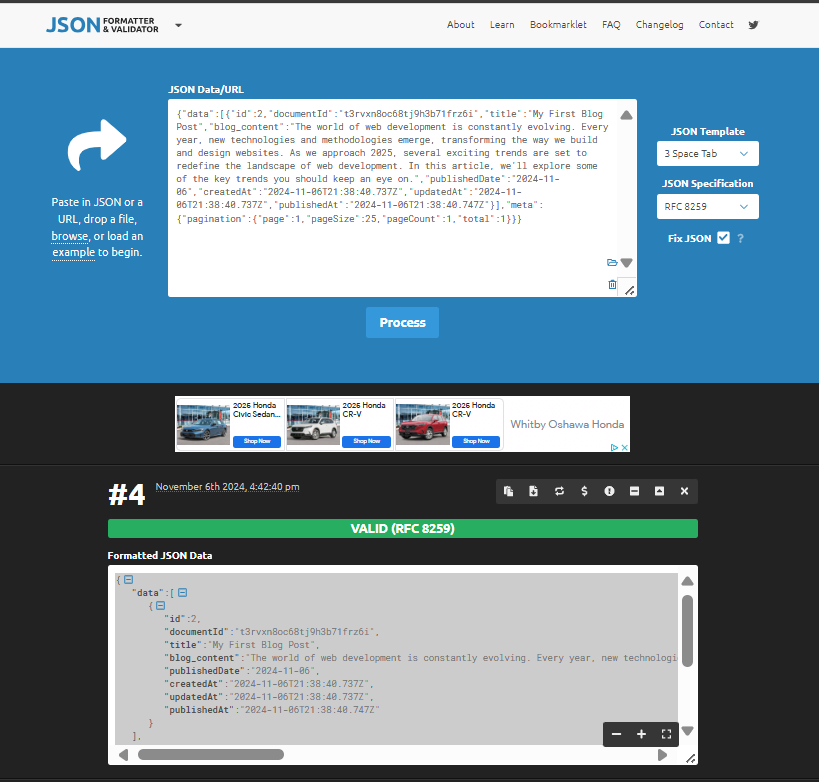 JSON FORMATTER & VALIDATOR
About Learn Bookmarklet FAQ Changelog Contact
JSON Data/URL
{"data":[{"id":2,"documentId":"t3rvxn8oc68tj9h3b71frz6i","title":"My First Blog
Post","blog_content":"The world of web development is constantly evolving. Every
year, new technologies and methodologies emerge, transforming the way we build
and design websites. As we approach 2025, several exciting trends are set to
redefine the landscape of web development. In this article, we'll explore some
of the key trends you should keep an eye on.","publishedDate":"2024-11-
06","createdAt":"2024-11-06T21:38:40.737Z","updatedAt":"2024-11-
06T21:38:40.737Z","publishedAt":"2024-11-06T21:38:40.747Z"}],"meta":
{"pagination":{"page":1,"pageSize":25,"pageCount":1,"total":1}}}
Paste in JSON or a
URL, drop a file,
browse, or load an
example to begin.
JSON Template
3 Space Tab
JSON Specification
RFC 8259
Fix JSON ?
Process
2025 Honda
Civic Sedan...
Shop Now
2025 Honda
CR-V
Shop Now
2025 Honda
CR-V
Shop Now
Whitby Oshawa Honda
#4
November 6th 2024, 4:42:40 pm
VALID (RFC 8259)
Formatted JSON Data
{
"data":[
{
"id":2,
"documentId":"t3rvxn8oc68tj9h3b71frz6i",
"title":"My First Blog Post",
"blog_content":"The world of web development is constantly evolving. Every year, new technologi
"publishedDate":"2024-11-06",
"createdAt":"2024-11-06T21:38:40.737Z",
"updatedAt":"2024-11-06T21:38:40.737Z",
"publishedAt":"2024-11-06T21:38:40.747Z"
}
],